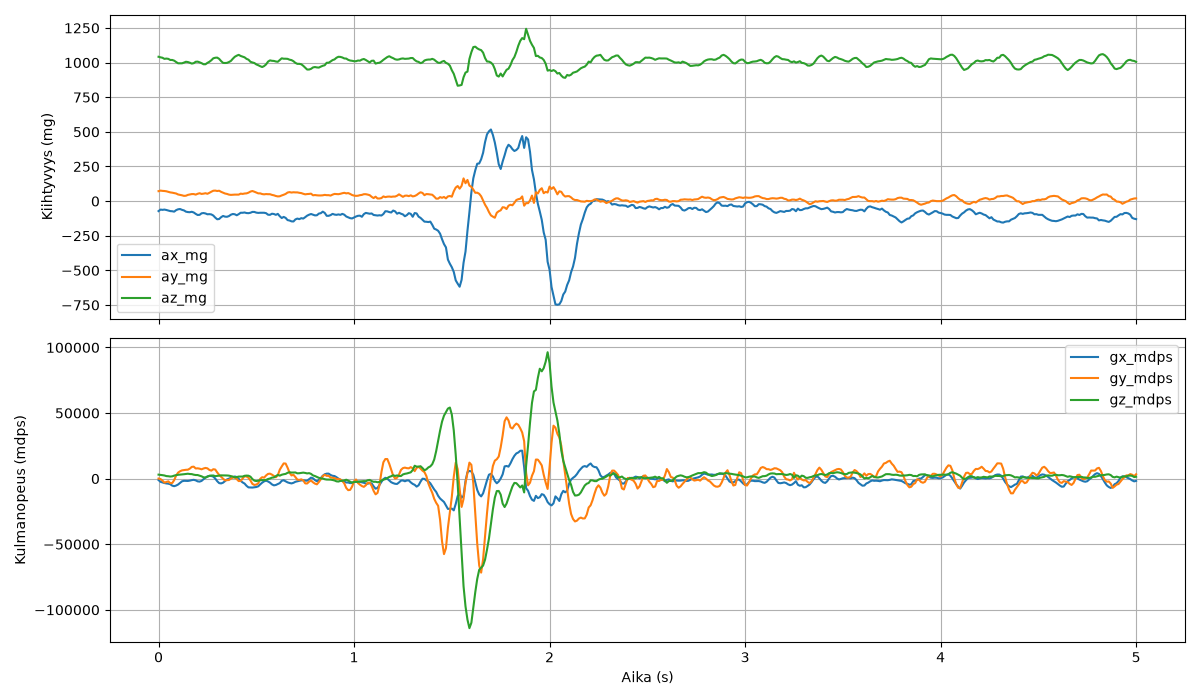 1250
1000
750
500
250
0
−250
−500
−750
Kiihtyvyys (mg)
ax_mg
ay_mg
az_mg
100000
50000
0
−50000
−100000
Kulmanopeus (mdps)
gx_mdps
gy_mdps
gz_mdps
0 1 2 3 4 5
Aika (s)